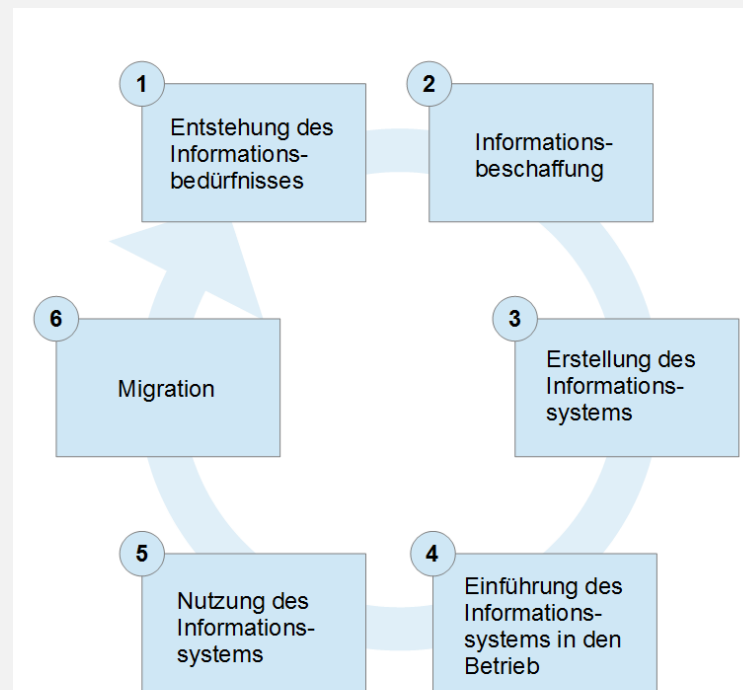 1
Entstehung des
Informations-
bedürfnisses
2
Informations-
beschaffung
3
Erstellung des
Informations-
systems
4
Einführung des
Informations-
systems in den
Betrieb
5
Nutzung des
Informations-
systems
6
Migration